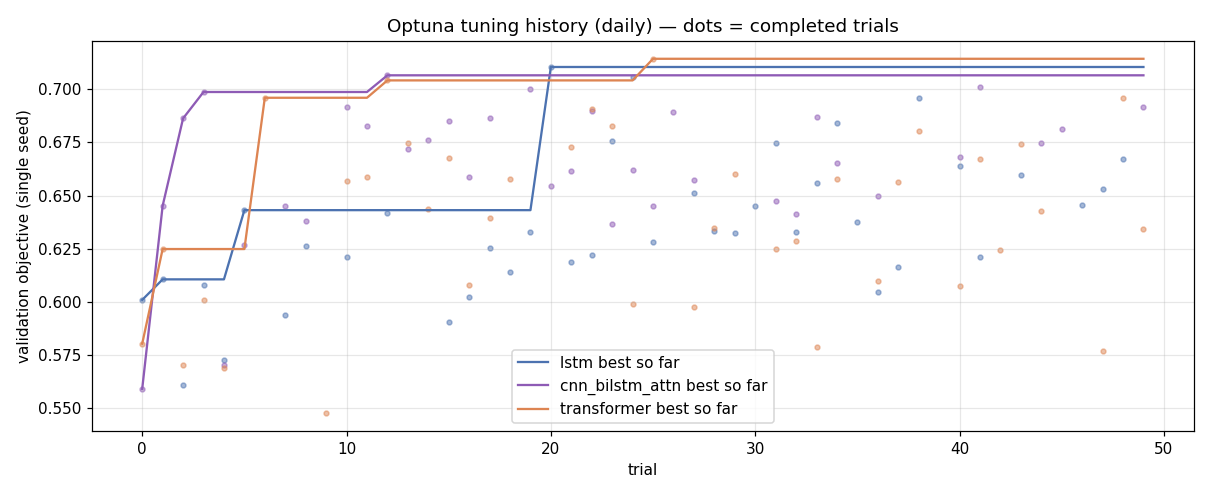 Optuna tuning history (daily) — dots = completed trials
validation objective (single seed)
0.700
0.675
0.650
0.625
0.600
0.575
0.550
lstm best so far
cnn_bilstm_attn best so far
transformer best so far
0
10
20
30
40
50
trial